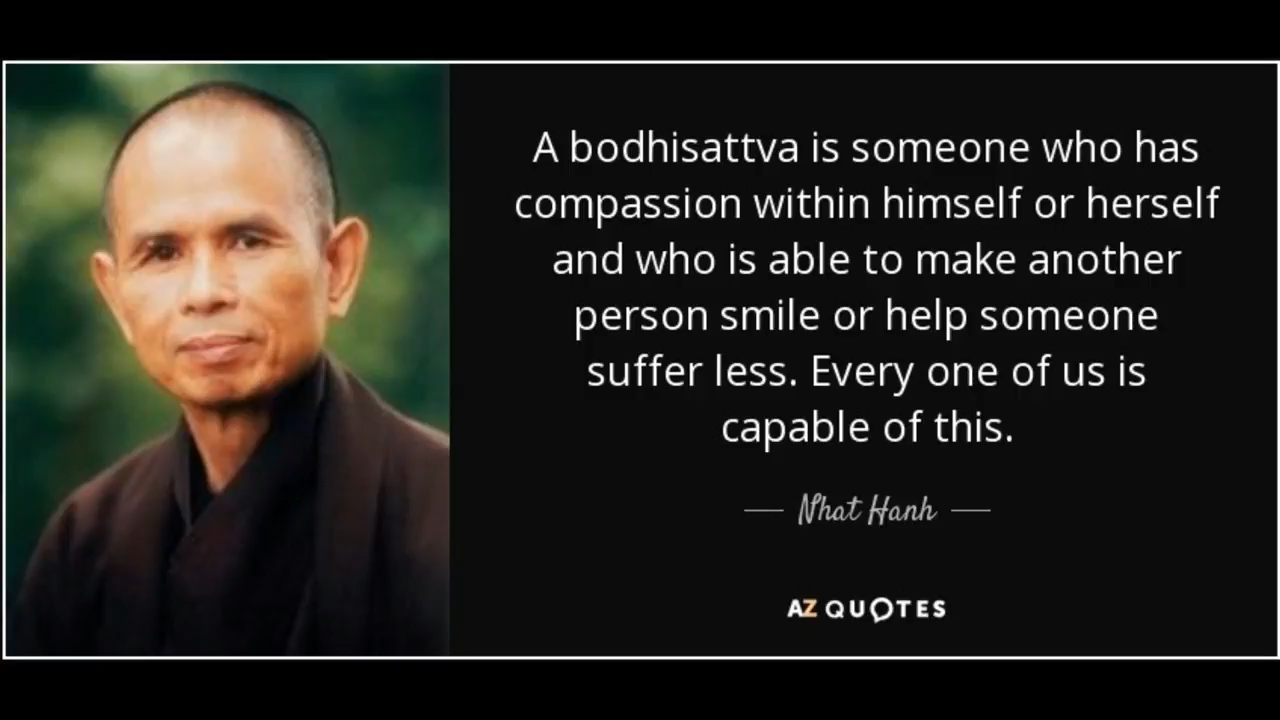 A bodhisattva is someone who has
compassion within himself or herself
and who is able to make another
person smile or help someone
suffer less. Every one of us is
capable of this.
Nhat Hanh
AZ QUOTES